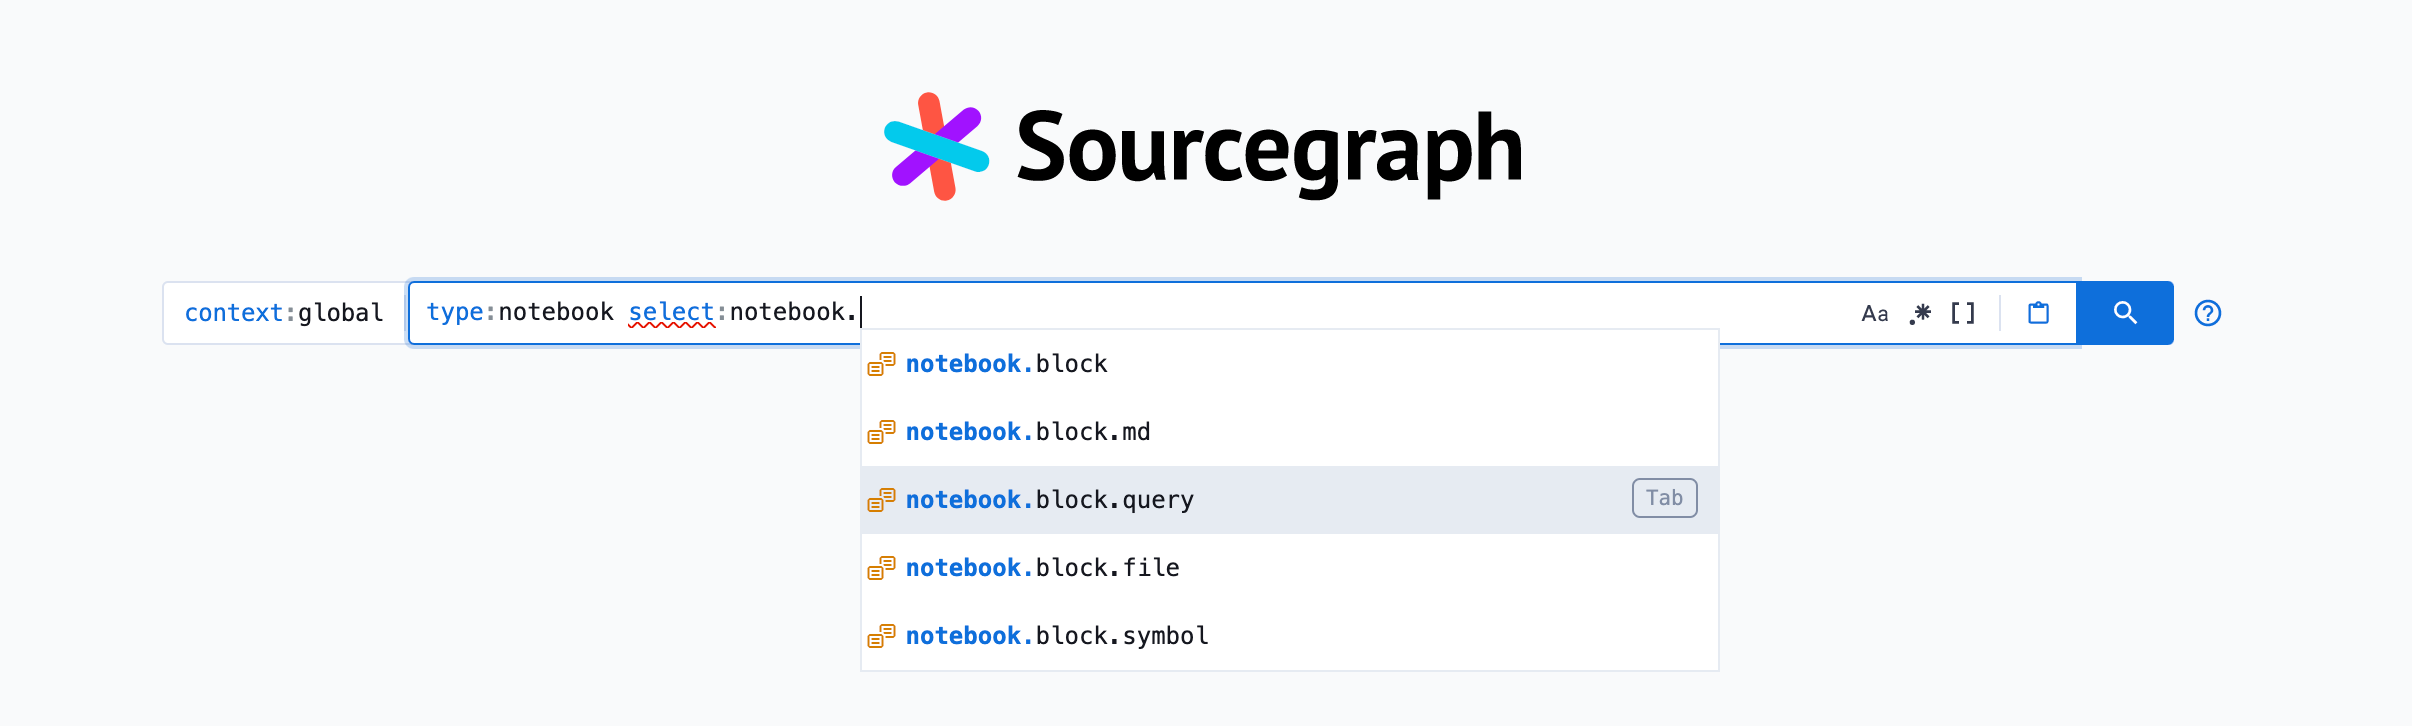 Sourcegraph
context:global type:notebook select:notebook. Aa .* [] ?
notebook.block
notebook.block.md
notebook.block.query Tab
notebook.block.file
notebook.block.symbol